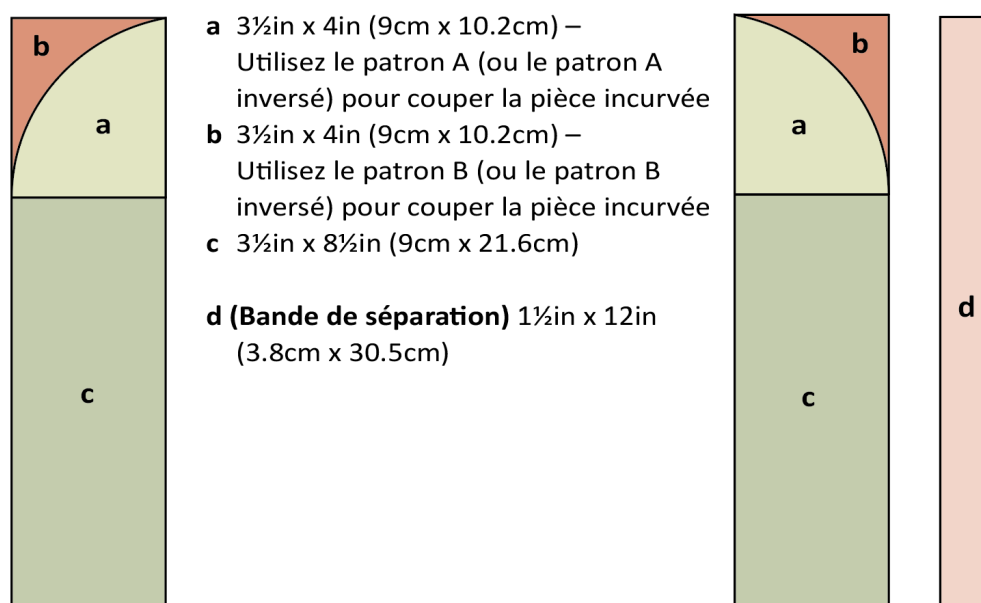 b
a
c
a 3½in x 4in (9cm x 10.2cm) –
Utilisez le patron A (ou le patron A
inversé) pour couper la pièce incurvée
b 3½in x 4in (9cm x 10.2cm) –
Utilisez le patron B (ou le patron B
inversé) pour couper la pièce incurvée
c 3½in x 8½in (9cm x 21.6cm)
d (Bande de séparation) 1½in x 12in
(3.8cm x 30.5cm)
b
a
c
d